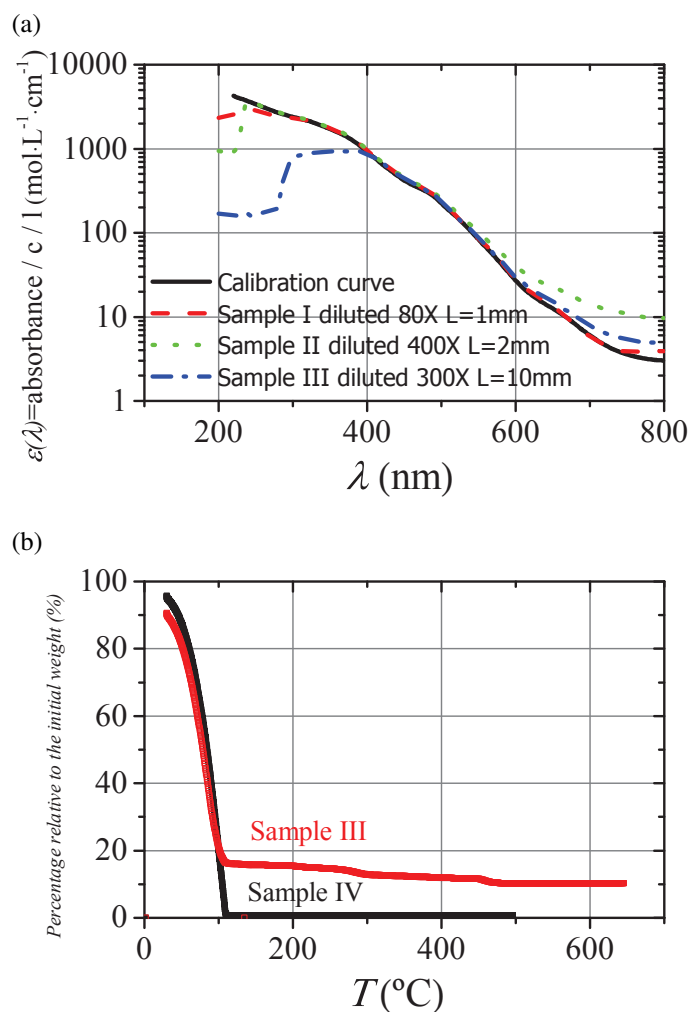 (a)
10000
1000
100
10
1
ε(λ)=absorbance / c / l (mol·L⁻¹·cm⁻¹)
Calibration curve
Sample I diluted 80X L=1mm
Sample II diluted 400X L=2mm
Sample III diluted 300X L=10mm
200 400 600 800
λ (nm)
(b)
100
80
60
40
20
0
Percentage relative to the initial weight (%)
Sample III
Sample IV
0 200 400 600
T (ºC)